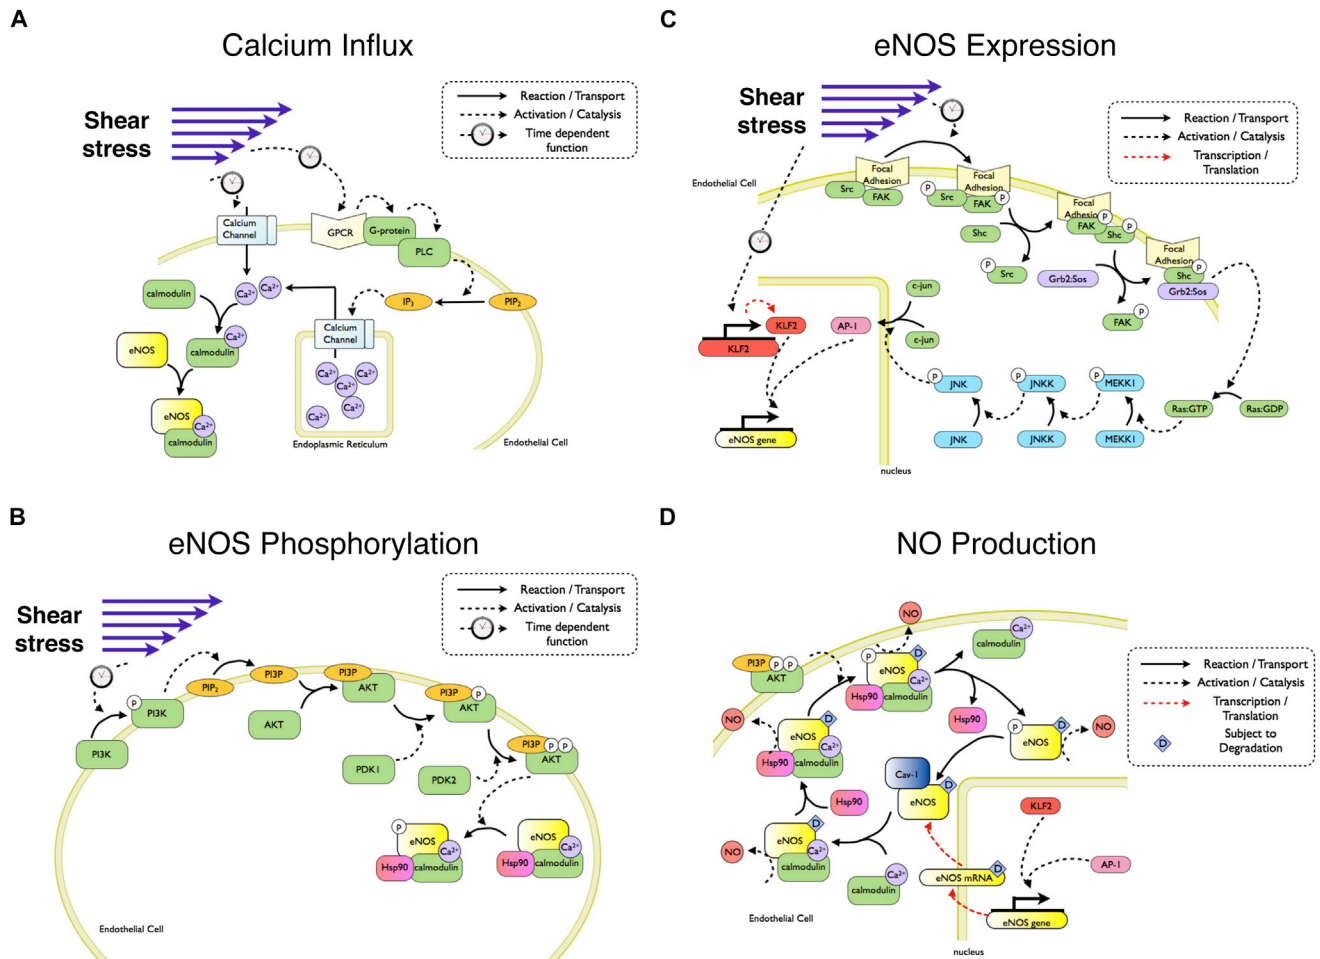 A
Calcium Influx
Shear
stress
Reaction / Transport
Activation / Catalysis
Time dependent
function
Calcium
Channel
GPCR
G-protein
PLC
calmodulin
Ca2+
Ca2+
IP3
PIP2
Ca2+
calmodulin
eNOS
Calcium
Channel
Ca2+
Ca2+
Ca2+
Ca2+
Ca2+
eNOS
Ca2+
calmodulin
Endoplasmic Reticulum
Endothelial Cell
C
eNOS Expression
Shear
stress
Reaction / Transport
Activation / Catalysis
Transcription /
Translation
Endothelial Cell
Focal
Adhesion
Src
FAK
Focal
Adhesion
P
Src
FAK
P
Shc
P
Src
Focal
Adhesion
P
FAK
P
Shc
Grb2:Sos
Focal
Adhesion
P
Shc
Grb2:Sos
FAK
P
c-jun
c-jun
AP-1
KLF2
KLF2
eNOS gene
P
JNK
P
JNKK
P
MEKK1
Ras:GTP
Ras:GDP
JNK
JNKK
MEKK1
nucleus
B
eNOS Phosphorylation
Shear
stress
Reaction / Transport
Activation / Catalysis
Time dependent
function
PI3K
P
PI3K
PIP2
PI3P
AKT
PI3P
AKT
PI3P
P
AKT
PDK1
PDK2
PI3P
P
P
AKT
P
eNOS
Ca2+
Hsp90
calmodulin
eNOS
Ca2+
Hsp90
calmodulin
Endothelial Cell
D
NO Production
Reaction / Transport
Activation / Catalysis
Transcription /
Translation
D
Subject to
Degradation
NO
PI3P
P
P
AKT
P
D
eNOS
Ca2+
Hsp90
calmodulin
Ca2+
calmodulin
Hsp90
P
D
eNOS
NO
NO
D
eNOS
Ca2+
Hsp90
calmodulin
Cav-1
D
eNOS
Hsp90
NO
D
eNOS
Ca2+
calmodulin
Ca2+
calmodulin
KLF2
AP-1
eNOS mRNA
D
eNOS gene
Endothelial Cell
nucleus